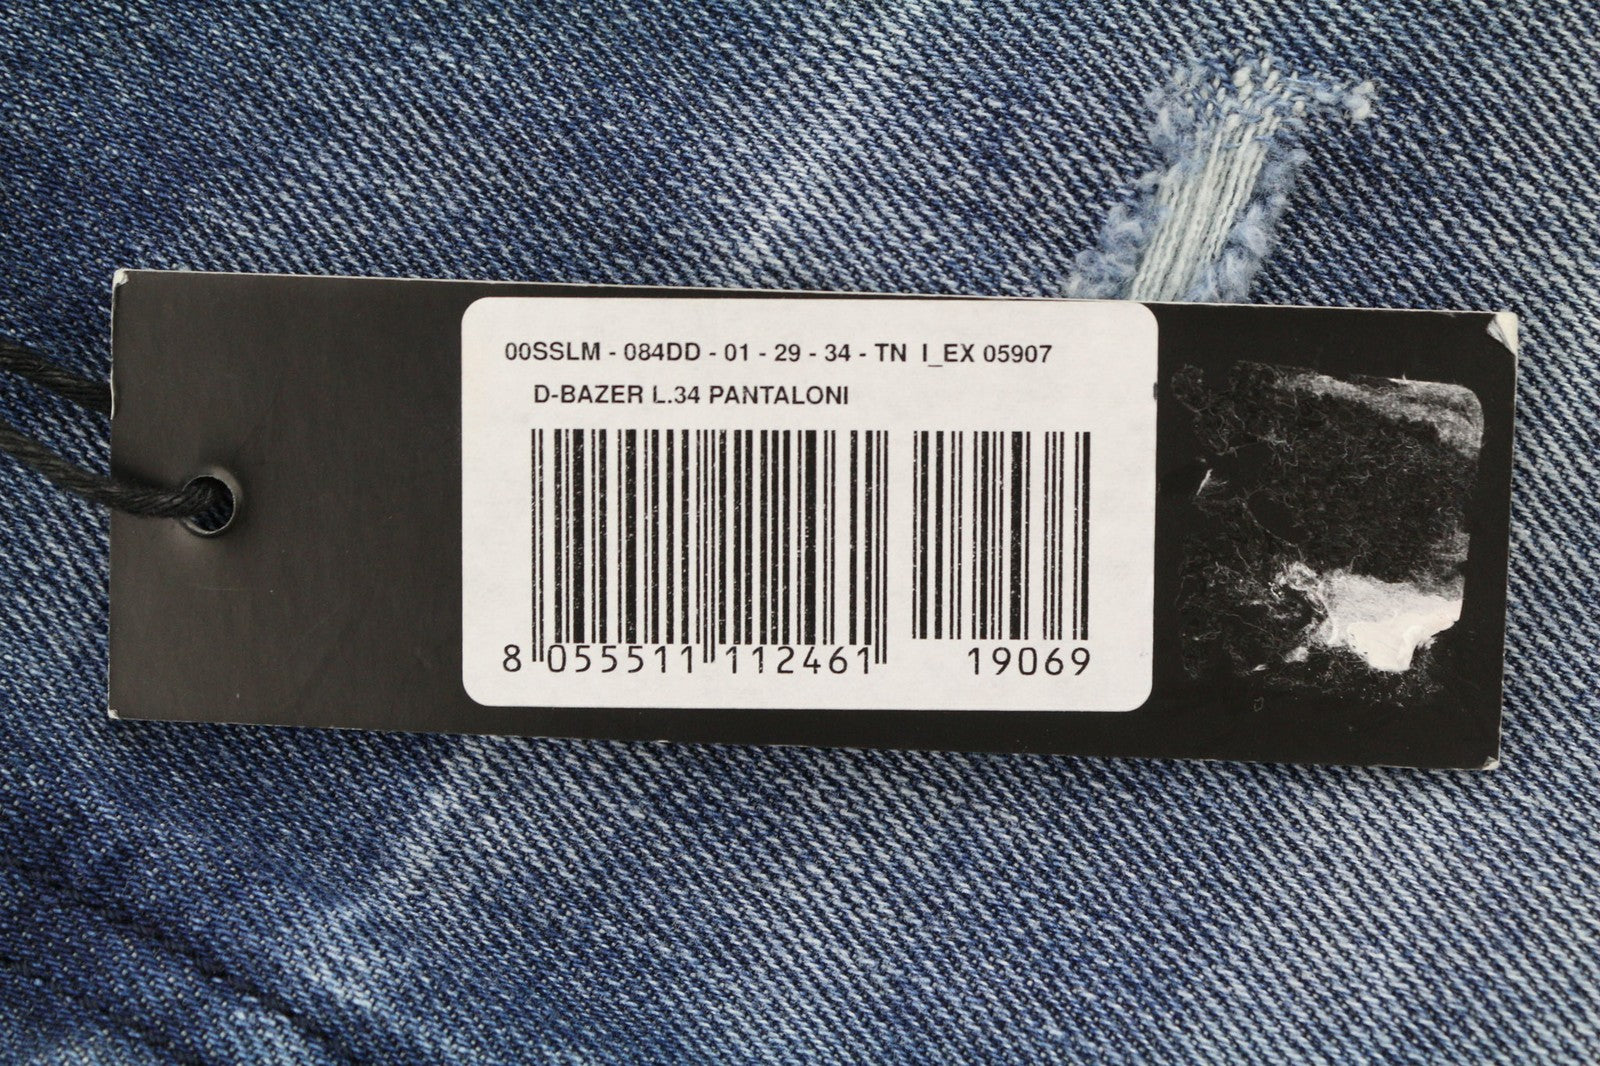 00SSLM - 084DD - 01 - 29 - 34 - TN I_EX 05907
D-BAZER L.34 PANTALONI
8 055511 112461 19069